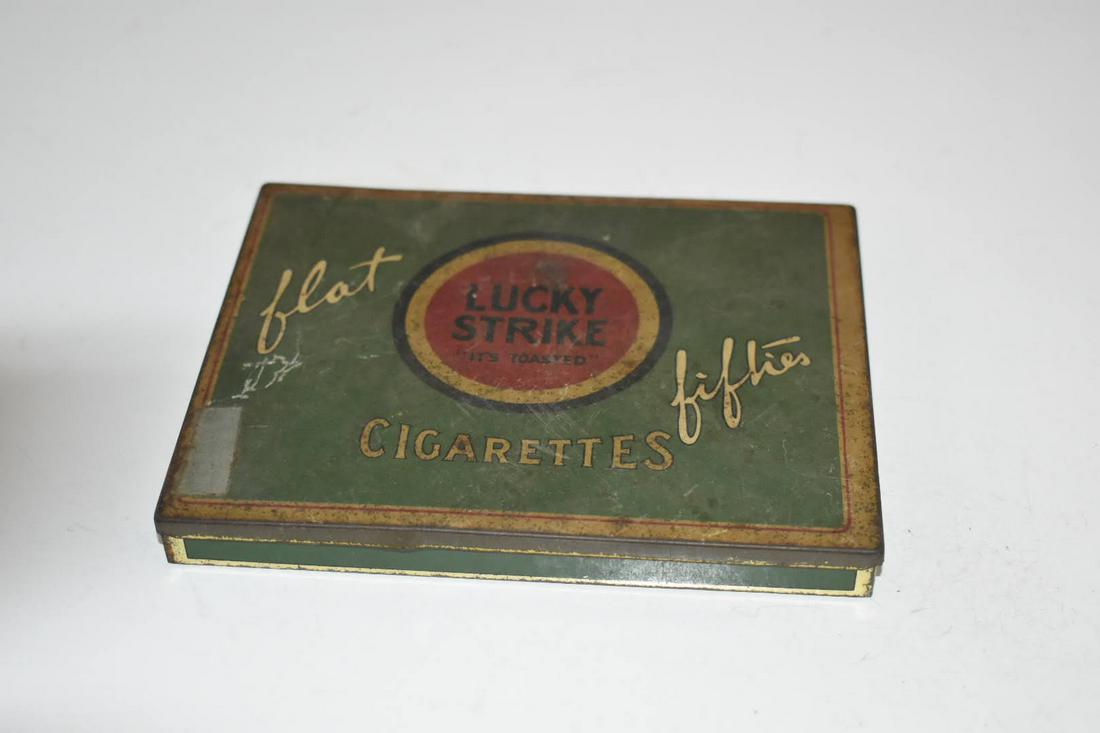 flat
LUCKY
STRIKE
"IT'S TOASTED"
fifties
CIGARETTES